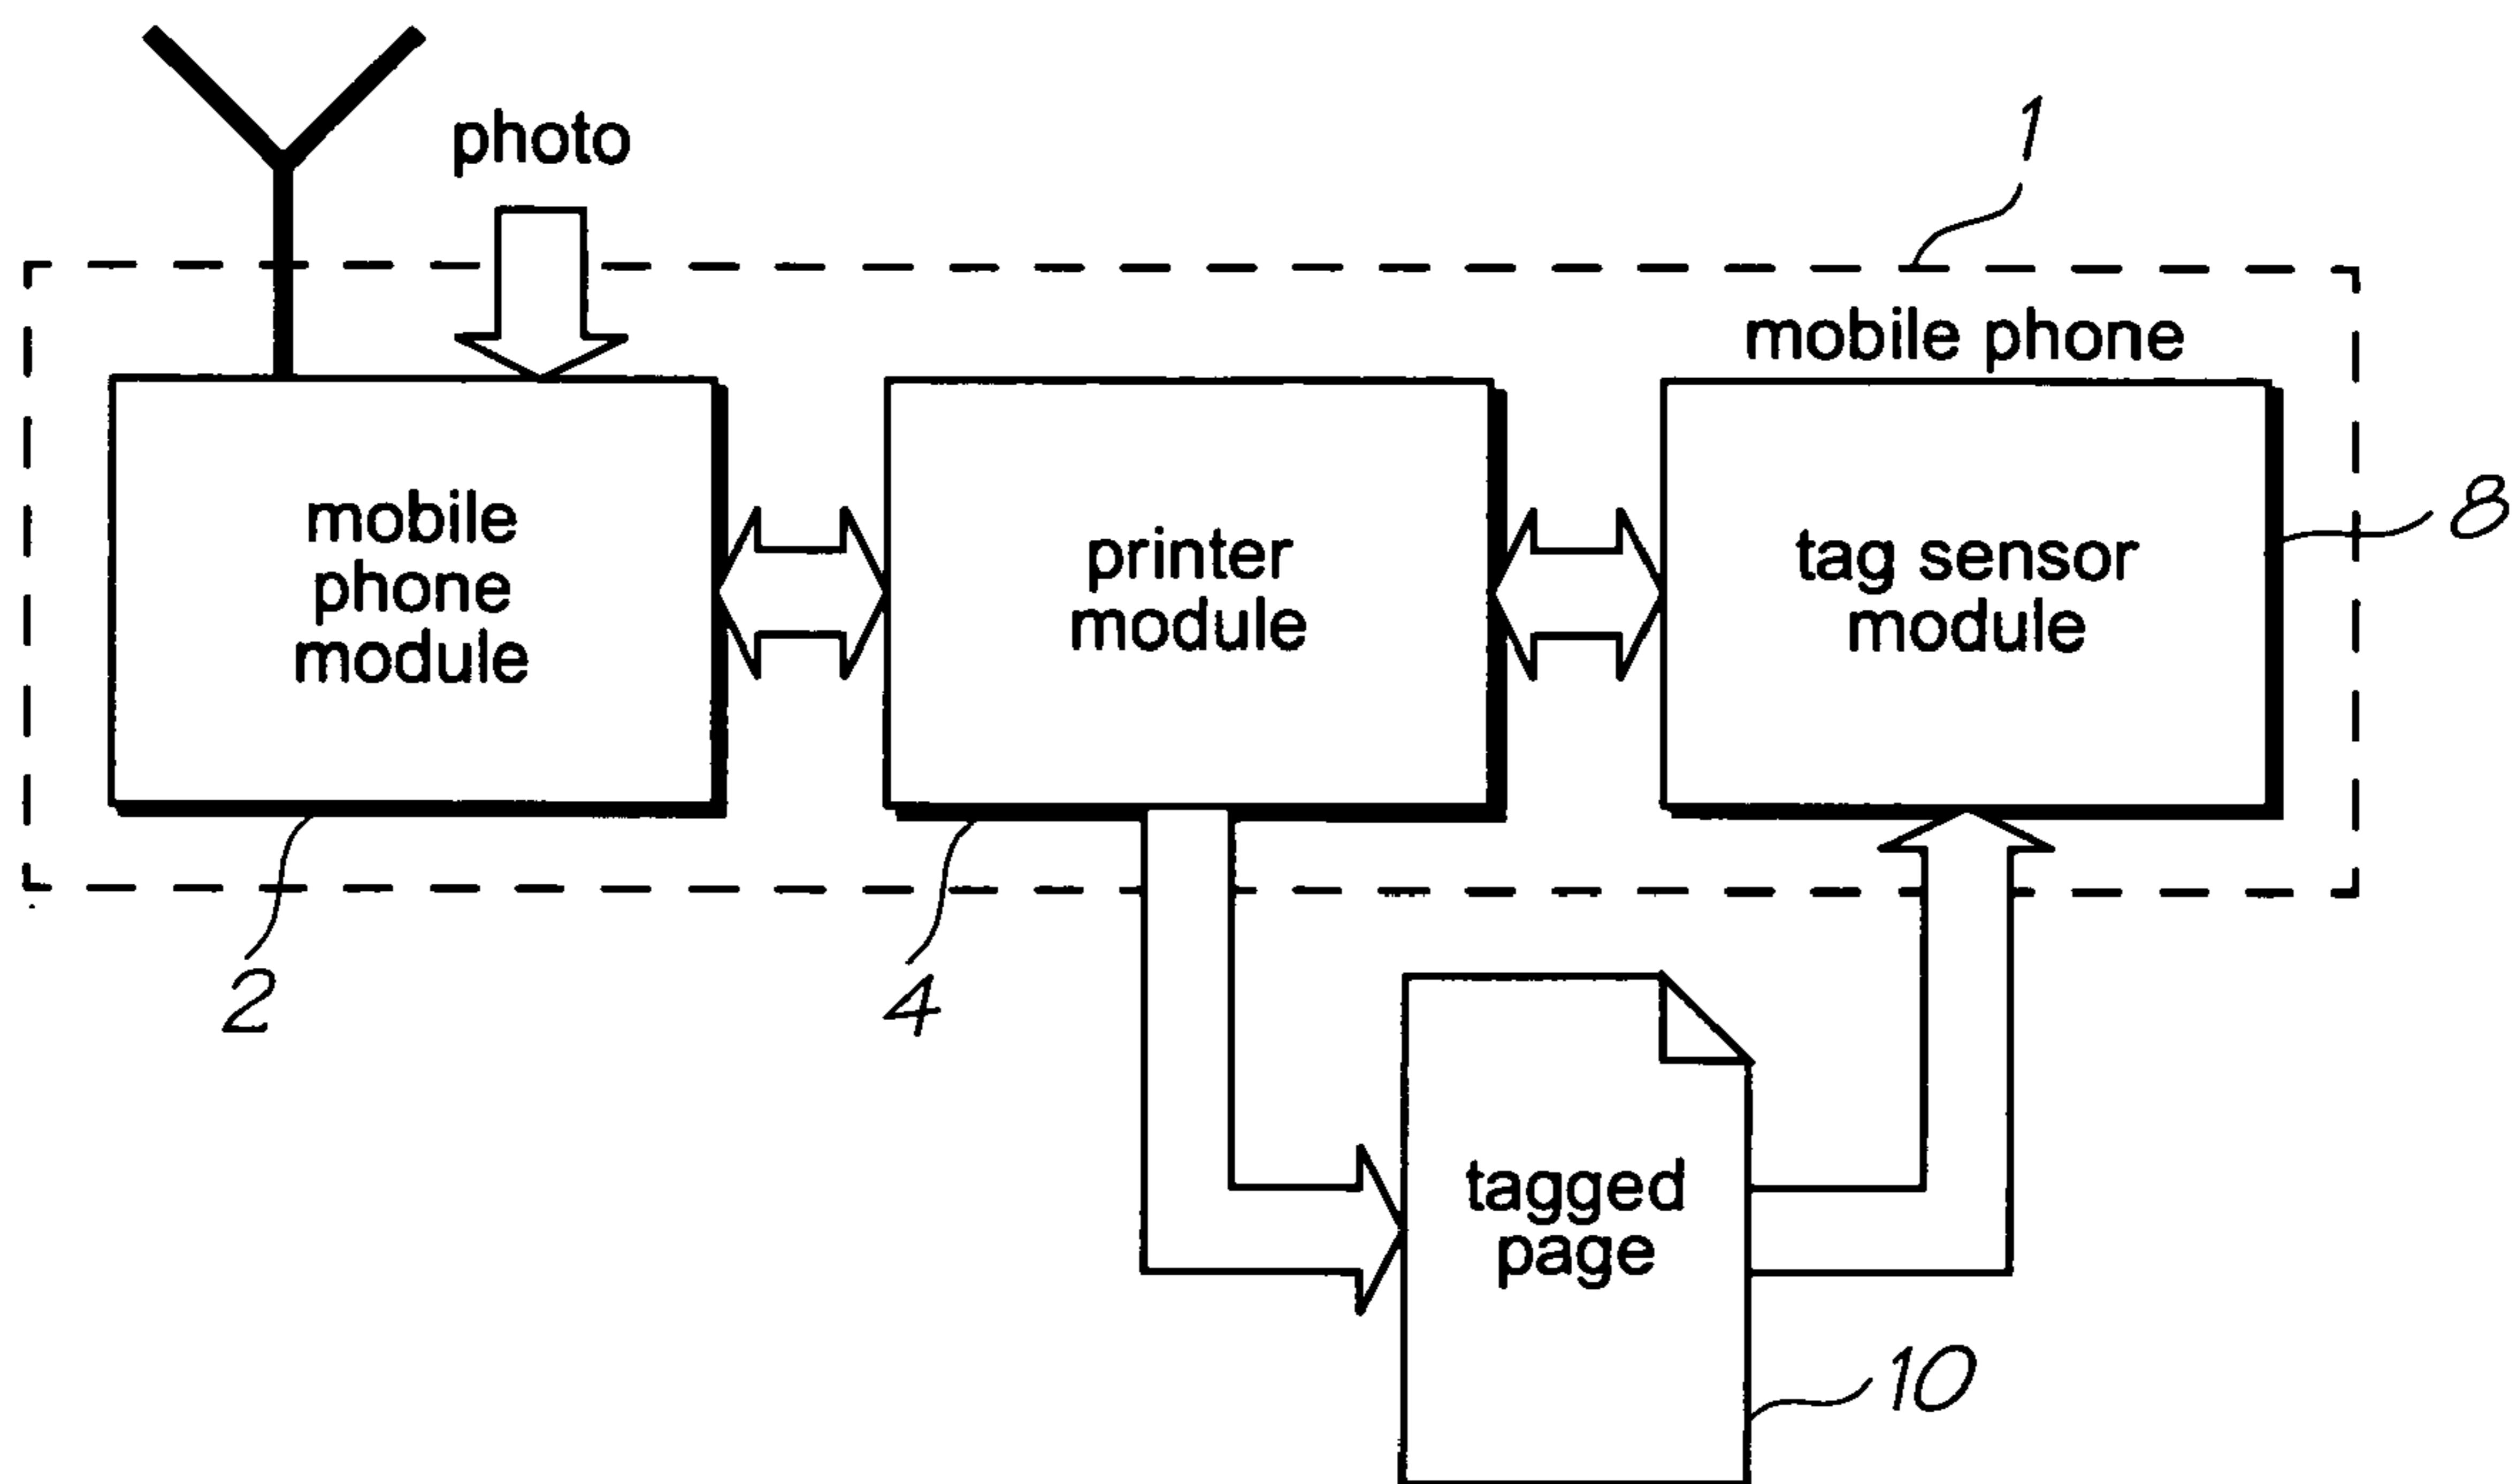 photo
1
mobile phone
mobile
phone
module
printer
module
tag sensor
module
8
2
4
tagged
page
10